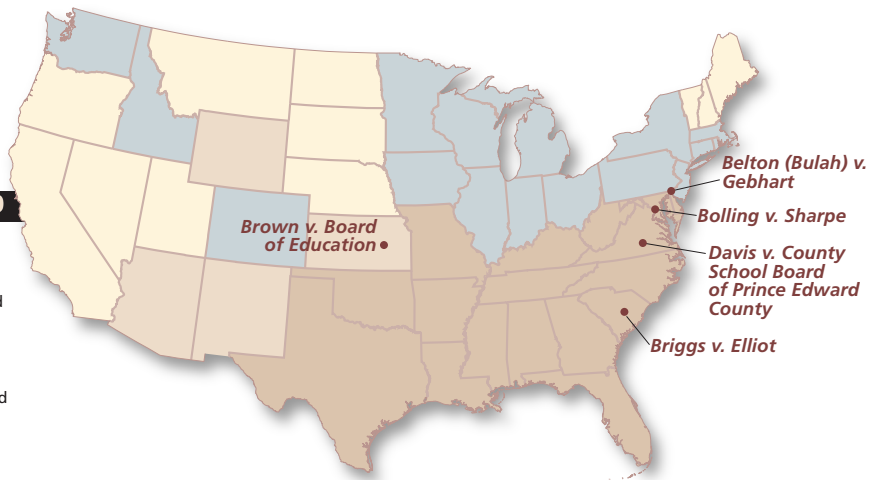 Belton (Bulah) v.
Gebhart
Bolling v. Sharpe
Brown v. Board
of Education
Davis v. County
School Board
of Prince Edward
County
Briggs v. Elliot